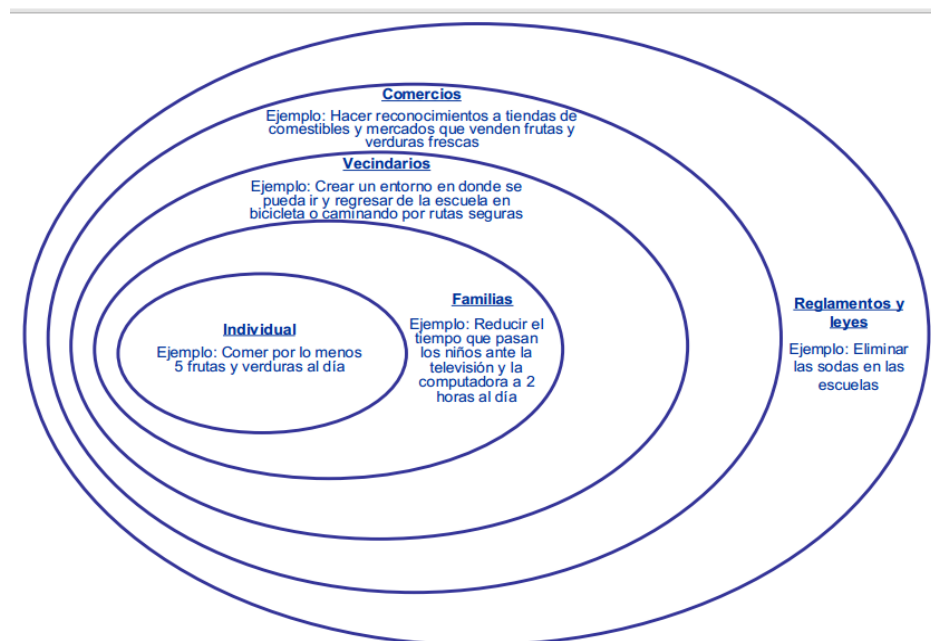 Comercios
Ejemplo: Hacer reconocimientos a tiendas de
comestibles y mercados que venden frutas y
verduras frescas
Vecindarios
Ejemplo: Crear un entorno en donde se
pueda ir y regresar de la escuela en
bicicleta o caminando por rutas seguras
Familias
Ejemplo: Reducir el
tiempo que pasan
los niños ante la
televisión y la
computadora a 2
horas al día
Individual
Ejemplo: Comer por lo menos
5 frutas y verduras al día
Reglamentos y
leyes
Ejemplo: Eliminar
las sodas en las
escuelas